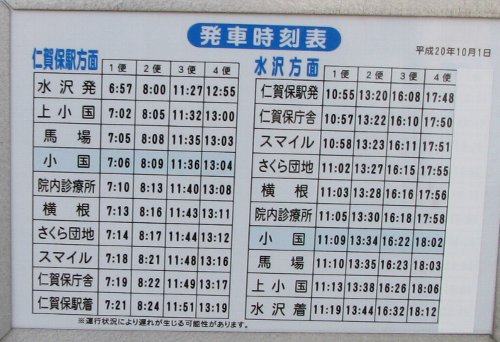 発車時刻表
平成20年10月1日
仁賀保駅方面 1便 2便 3便 4便
水沢発 6:57 8:00 11:27 12:55
上小国 7:02 8:05 11:32 13:00
馬場 7:05 8:08 11:35 13:03
小国 7:06 8:09 11:36 13:04
院内診療所 7:10 8:13 11:40 13:08
横根 7:13 8:16 11:43 13:11
さくら団地 7:14 8:17 11:44 13:12
スマイル 7:18 8:21 11:48 13:16
仁賀保庁舎 7:19 8:22 11:49 13:17
仁賀保駅着 7:21 8:24 11:51 13:19
※運行状況により遅れが生じる可能性があります。
水沢方面 1便 2便 3便 4便
仁賀保駅発 10:55 13:20 16:08 17:48
仁賀保庁舎 10:57 13:22 16:10 17:50
スマイル 10:58 13:23 16:11 17:51
さくら団地 11:02 13:27 16:15 17:55
横根 11:03 13:28 16:16 17:56
院内診療所 11:05 13:30 16:18 17:58
小国 11:09 13:34 16:22 18:02
馬場 11:10 13:35 16:23 18:03
上小国 11:13 13:38 16:26 18:06
水沢着 11:19 13:44 16:32 18:12